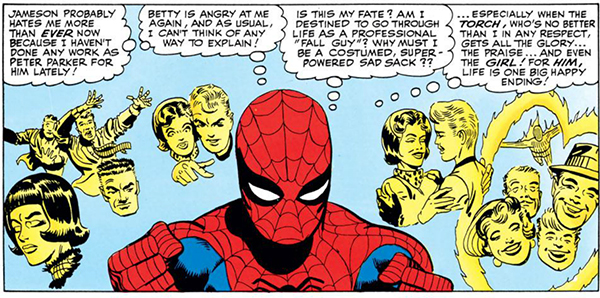 JAMESON PROBABLY
HATES ME MORE
THAN EVER NOW
BECAUSE I HAVEN'T
DONE ANY WORK AS
PETER PARKER FOR
HIM LATELY!
BETTY IS ANGRY AT ME
AGAIN, AND AS USUAL,
I CAN'T THINK OF ANY
WAY TO EXPLAIN!
IS THIS MY FATE? AM I
DESTINED TO GO THROUGH
LIFE AS A PROFESSIONAL
"FALL GUY"? WHY MUST I
BE A COSTUMED, SUPER-
POWERED SAD SACK??
...ESPECIALLY WHEN THE
TORCH, WHO'S NO BETTER
THAN I IN ANY RESPECT,
GETS ALL THE GLORY...
THE PRAISE... AND EVEN
THE GIRL! FOR HIM,
LIFE IS ONE BIG HAPPY
ENDING!